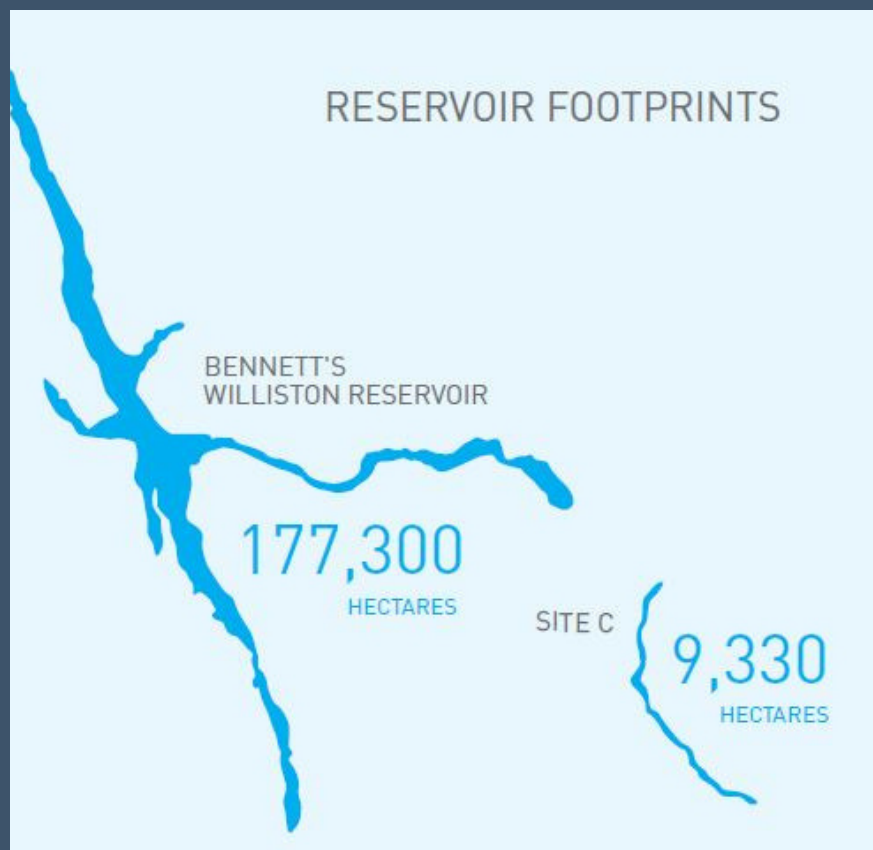 RESERVOIR FOOTPRINTS
BENNETT'S
WILLISTON RESERVOIR
177,300
HECTARES
SITE C
9,330
HECTARES